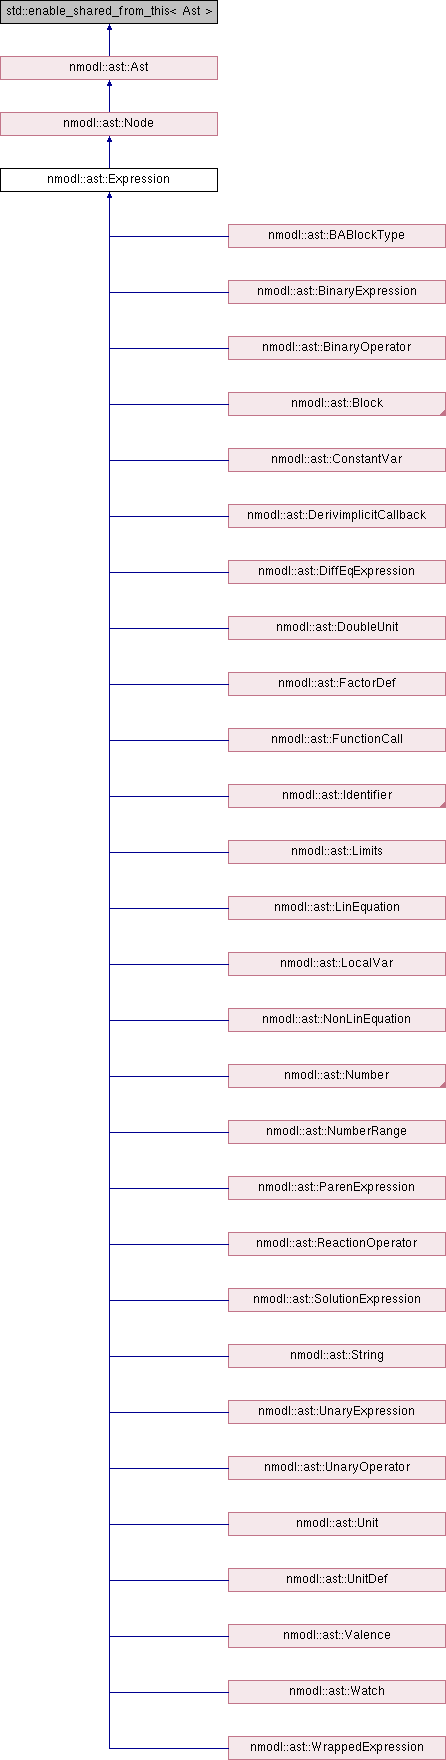 std::enable_shared_from_this< Ast >
nmodl::ast::Ast
nmodl::ast::Node
nmodl::ast::Expression
nmodl::ast::BABlockType
nmodl::ast::BinaryExpression
nmodl::ast::BinaryOperator
nmodl::ast::Block
nmodl::ast::ConstantVar
nmodl::ast::DerivimplicitCallback
nmodl::ast::DiffEqExpression
nmodl::ast::DoubleUnit
nmodl::ast::FactorDef
nmodl::ast::FunctionCall
nmodl::ast::Identifier
nmodl::ast::Limits
nmodl::ast::LinEquation
nmodl::ast::LocalVar
nmodl::ast::NonLinEquation
nmodl::ast::Number
nmodl::ast::NumberRange
nmodl::ast::ParenExpression
nmodl::ast::ReactionOperator
nmodl::ast::SolutionExpression
nmodl::ast::String
nmodl::ast::UnaryExpression
nmodl::ast::UnaryOperator
nmodl::ast::Unit
nmodl::ast::UnitDef
nmodl::ast::Valence
nmodl::ast::Watch
nmodl::ast::WrappedExpression